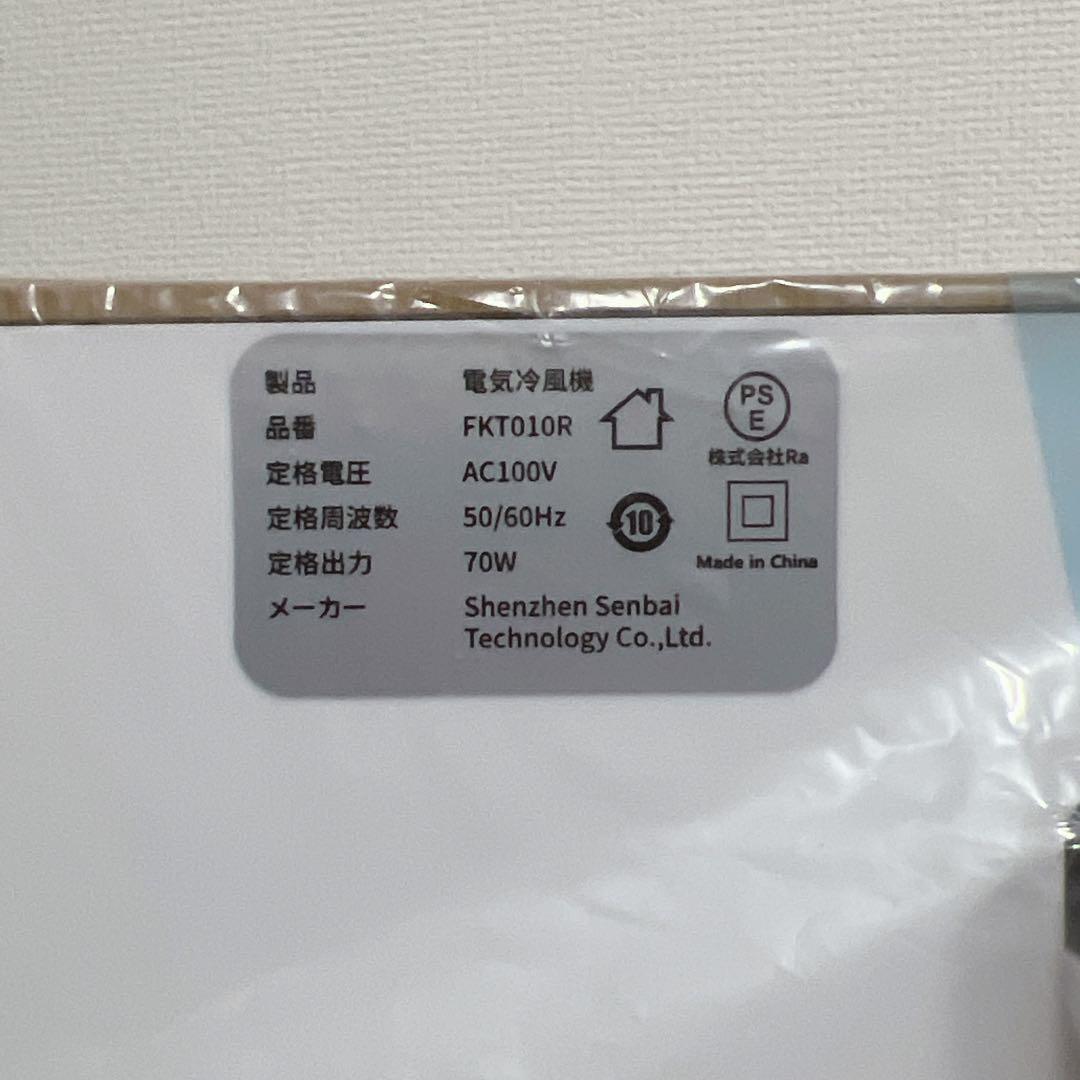 製品 電気冷風機
品番 FKT010R
定格電圧 AC100V
定格周波数 50/60Hz
定格出力 70W
メーカー Shenzhen Senbai
Technology Co.,Ltd.
PS
E
株式会社Ra
10
Made in China